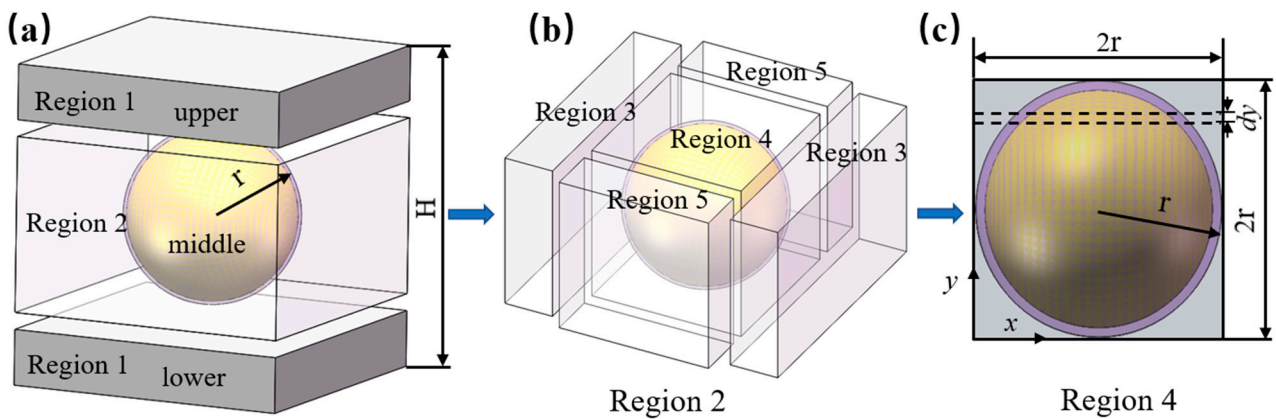 (a)
Region 1 upper
r
H
Region 2
middle
Region 1 lower
(b)
Region 5
Region 3
Region 4
Region 3
Region 5
Region 2
(c)
2r
dy
r
2r
y
x
Region 4